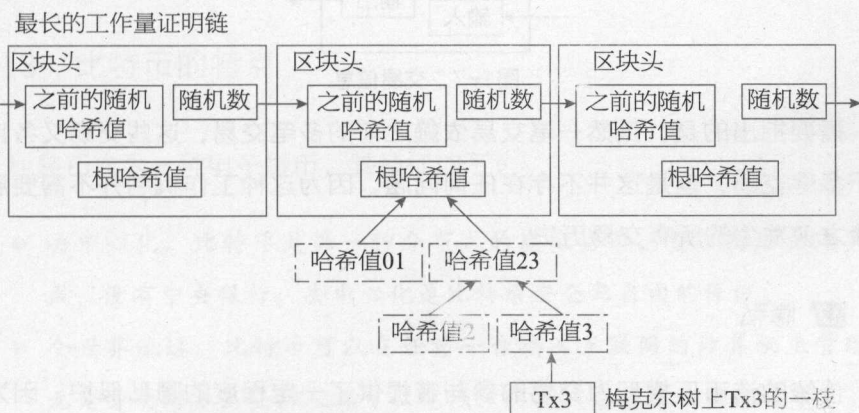 最长的工作量证明链
区块头
之前的随机
哈希值
随机数
根哈希值
区块头
之前的随机
哈希值
随机数
根哈希值
区块头
之前的随机
哈希值
随机数
根哈希值
哈希值01
哈希值23
哈希值2
哈希值3
Tx3
梅克尔树上Tx3的一枝